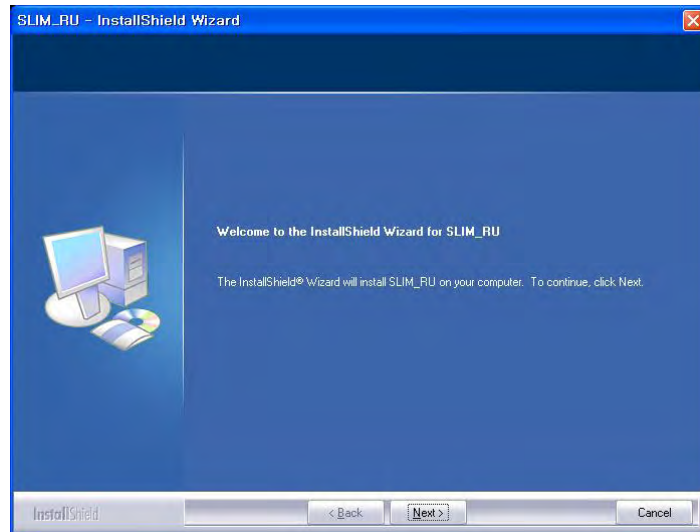 SLIM_RU - InstallShield Wizard
Welcome to the InstallShield Wizard for SLIM_RU
The InstallShield® Wizard will install SLIM_RU on your computer. To continue, click Next.
InstallShield
< Back Next > Cancel